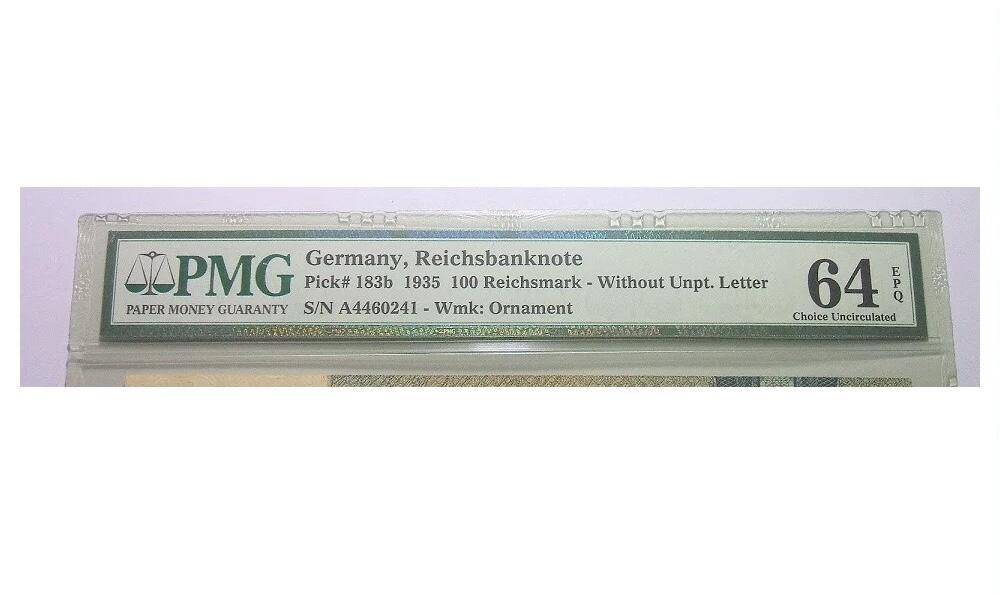 PMG
PAPER MONEY GUARANTY
Germany, Reichsbanknote
Pick# 183b 1935 100 Reichsmark - Without Unpt. Letter
S/N A4460241 - Wmk: Ornament
64 EPQ
Choice Uncirculated